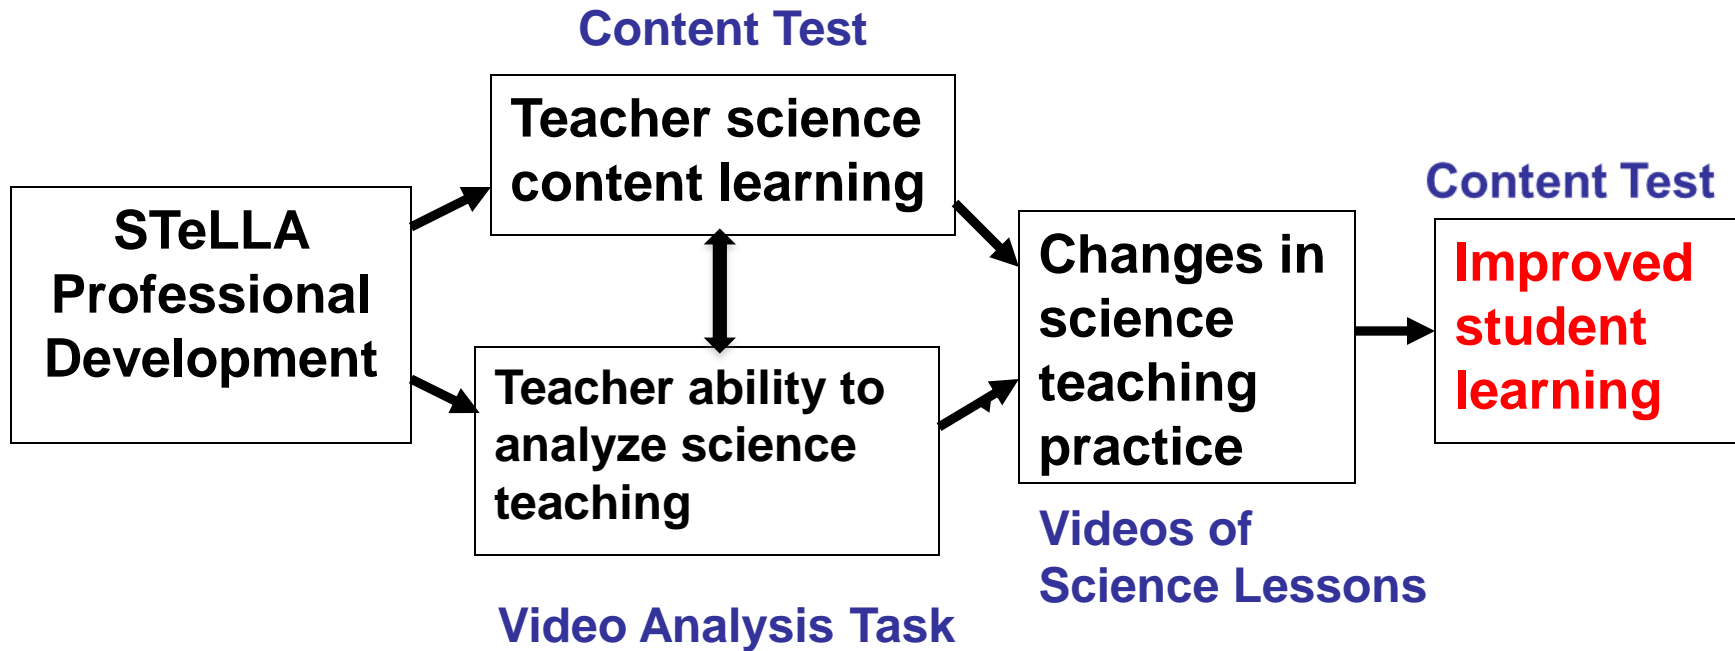 Content Test
Teacher science
content learning
STeLLA
Professional
Development
Teacher ability to
analyze science
teaching
Video Analysis Task
Changes in
science
teaching
practice
Videos of
Science Lessons
Content Test
Improved
student
learning